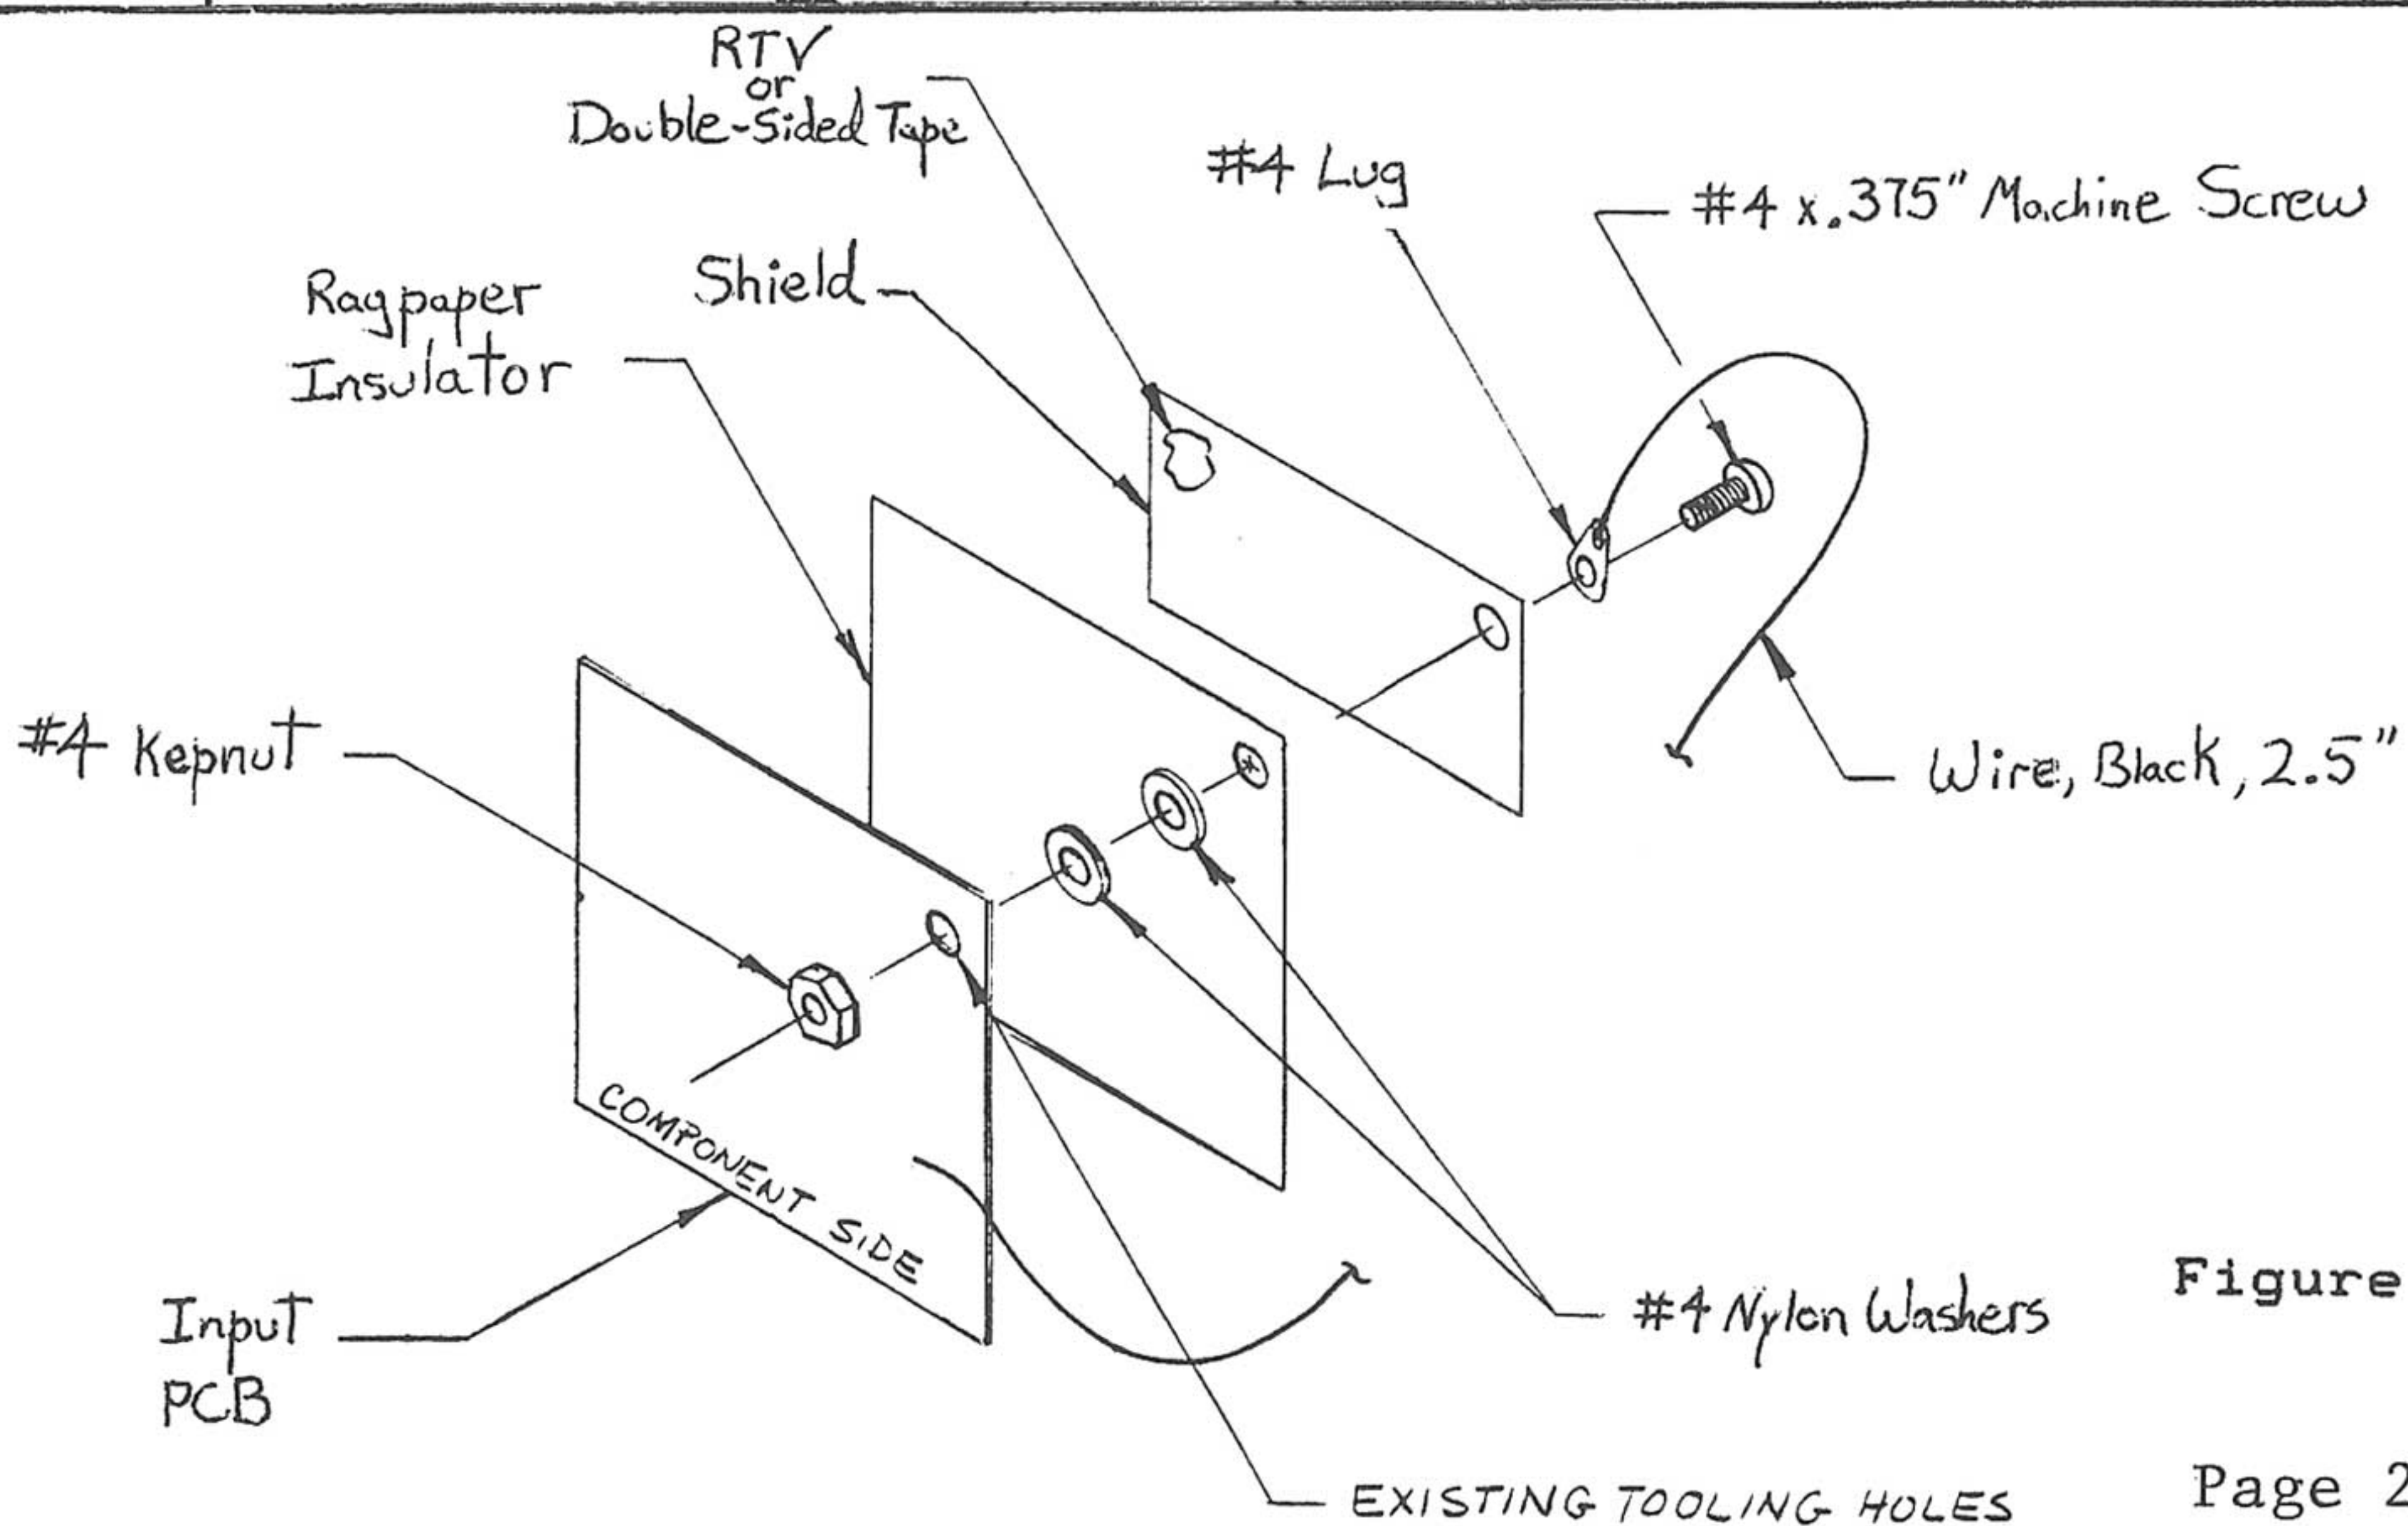 RTV
or
Double-Sided Tape
#4 Lug
#4 x .375" Machine Screw
Shield
Ragpaper
Insulator
#4 Kepnut
Wire, Black, 2.5"
COMPONENT SIDE
Input
PCB
#4 Nylon Washers
Figure
EXISTING TOOLING HOLES
Page 2